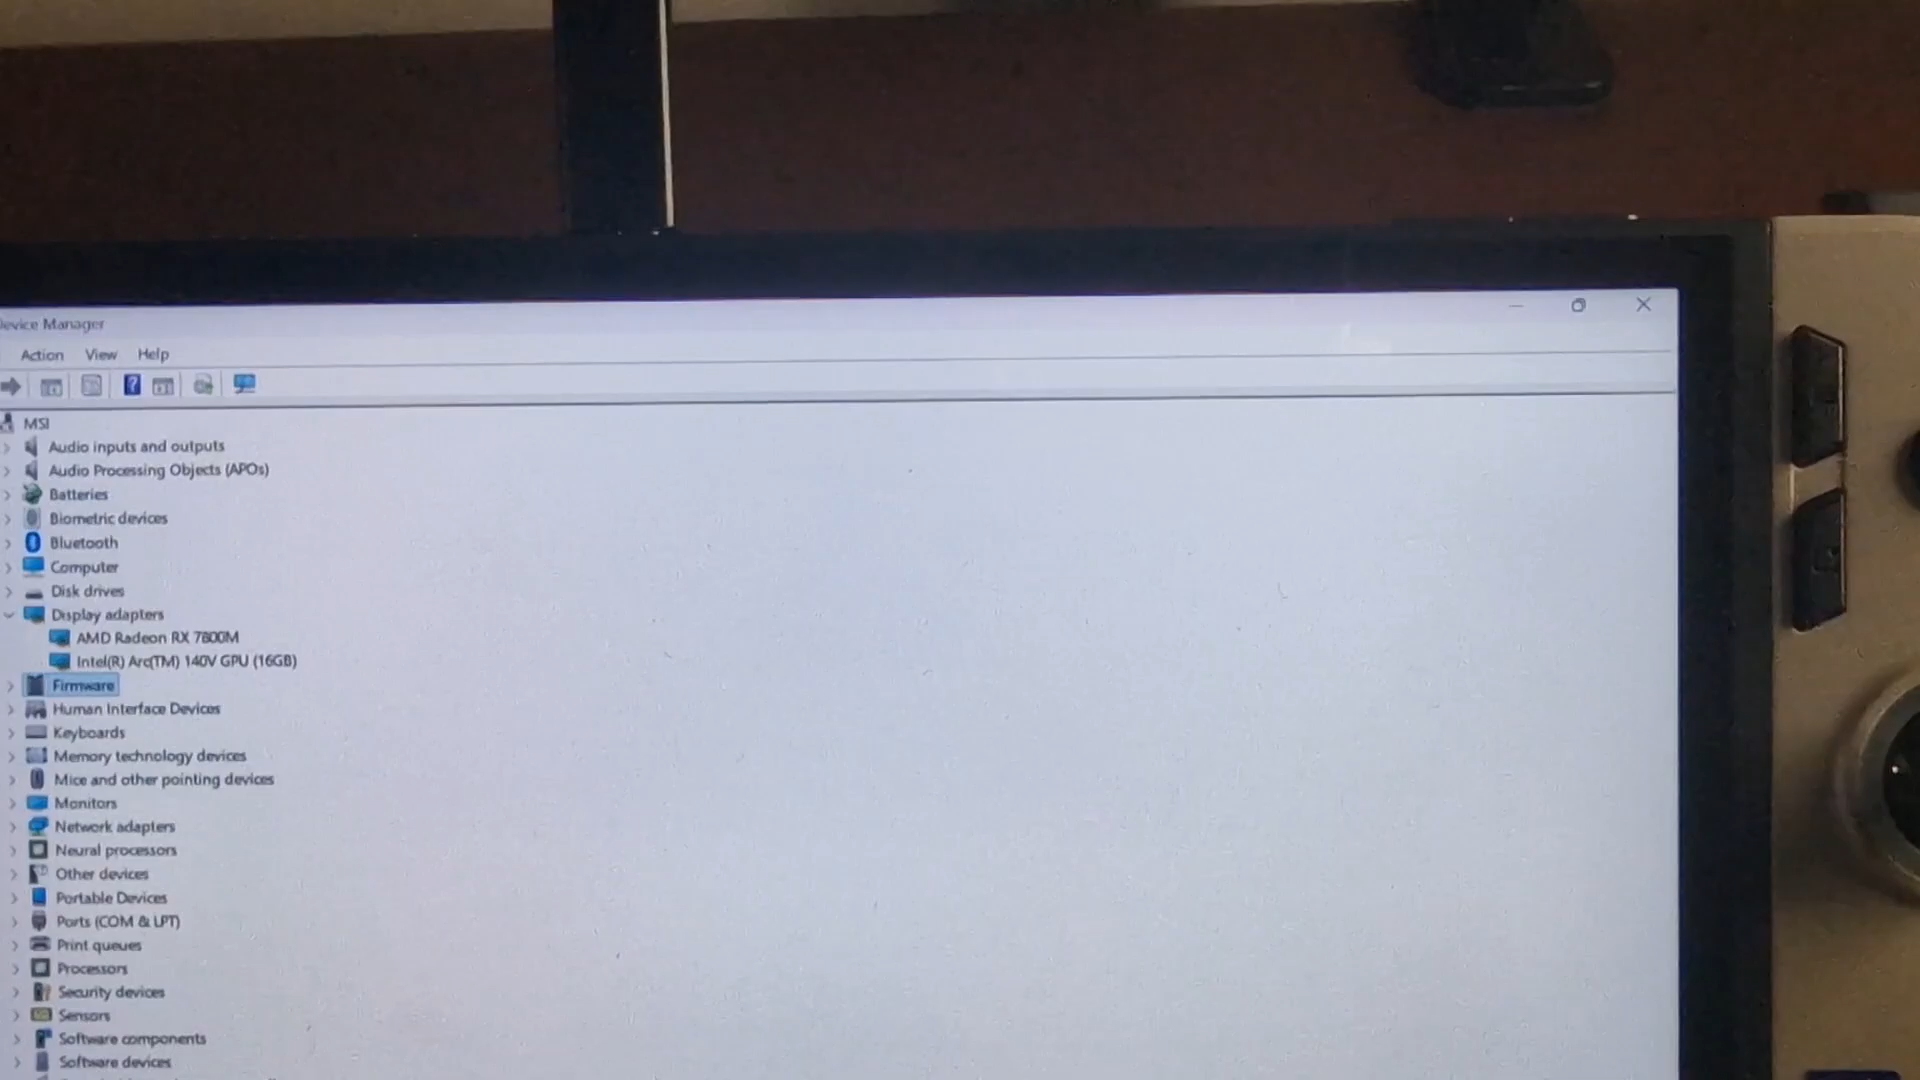 Device Manager
Action View Help
MSI
Audio inputs and outputs
Audio Processing Objects (APOs)
Batteries
Biometric devices
Bluetooth
Computer
Disk drives
Display adapters
AMD Radeon RX 7800M
Intel(R) Arc(TM) 140V GPU (16GB)
Firmware
Human Interface Devices
Keyboards
Memory technology devices
Mice and other pointing devices
Monitors
Network adapters
Neural processors
Other devices
Portable Devices
Ports (COM & LPT)
Print queues
Processors
Security devices
Sensors
Software components
Software devices